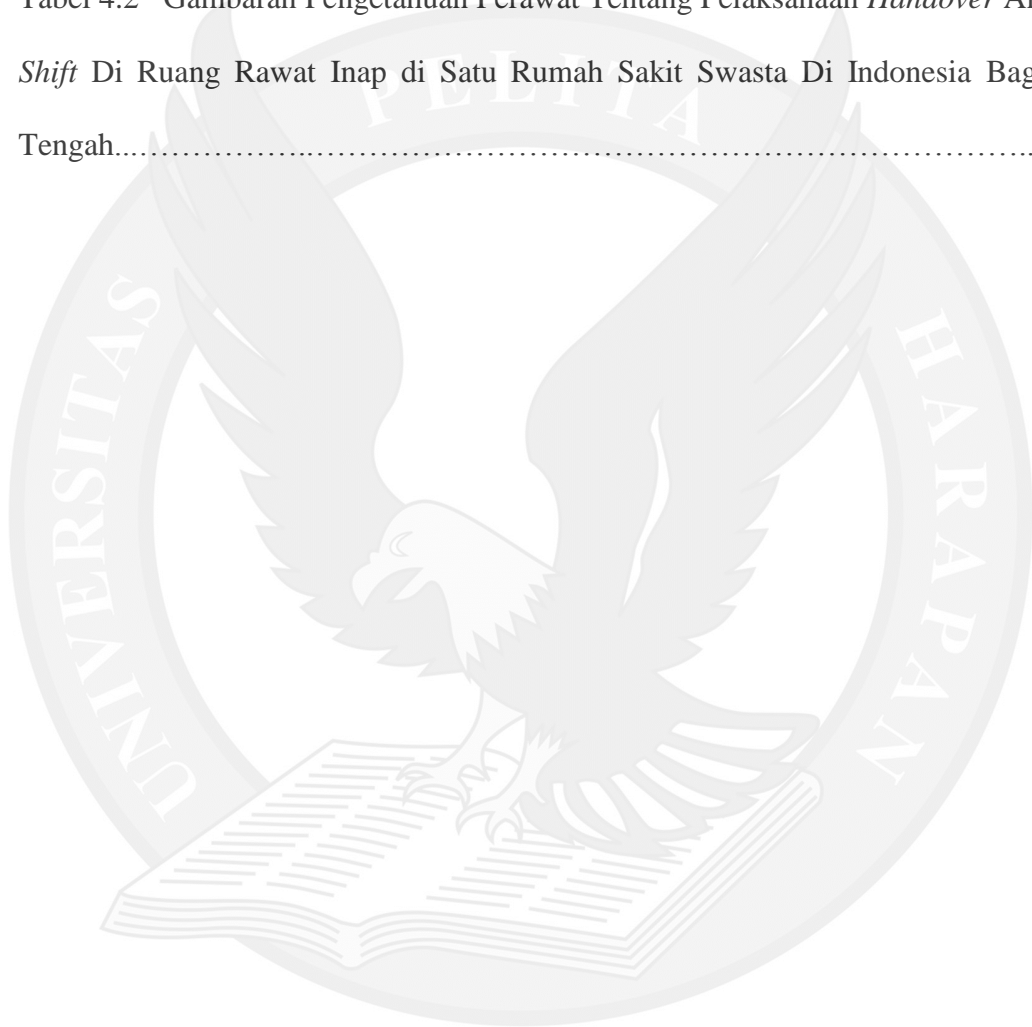 Tabel 4.2 Gambaran Pengetahuan Perawat Tentang Pelaksanaan Handover
Shift Di Ruang Rawat Inap di Satu Rumah Sakit Swasta Di Indonesia
Tengah....................................................................................
UNIVERSITAS PELITA HARAPAN